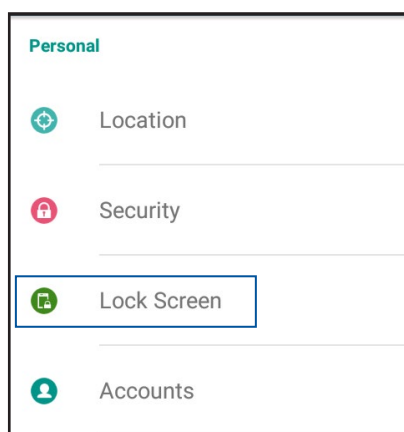 Personal
Location
Security
Lock Screen
Accounts